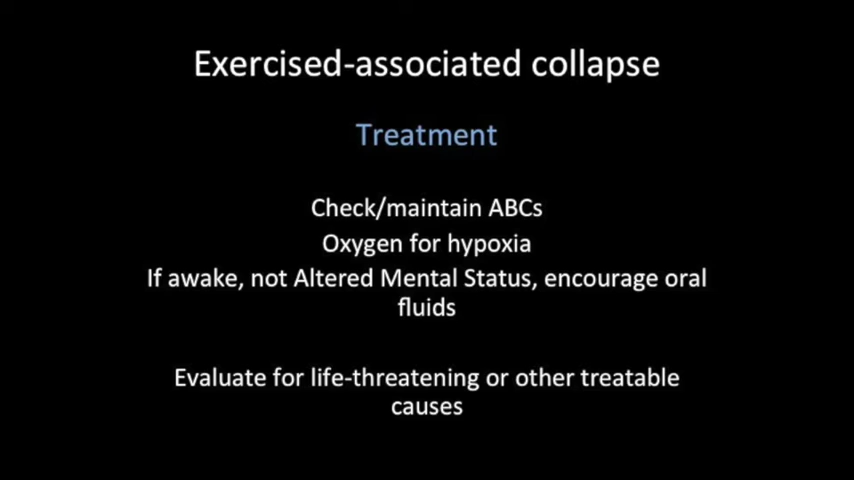 Exercised-associated collapse
Treatment
Check/maintain ABCs
Oxygen for hypoxia
If awake, not Altered Mental Status, encourage oral
fluids
Evaluate for life-threatening or other treatable
causes